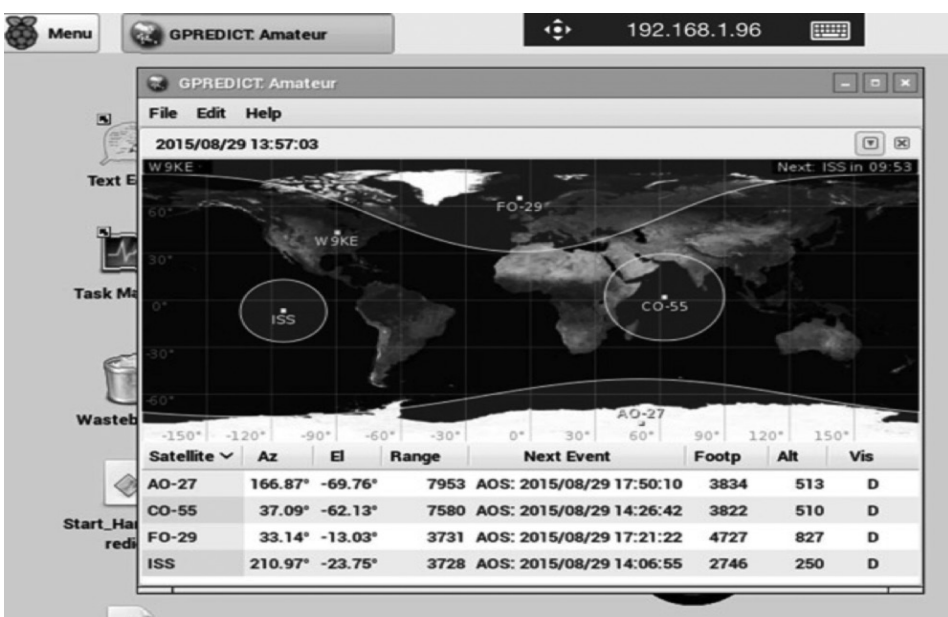 Menu GPREDICT: Amateur 192.168.1.96
GPREDICT: Amateur
File Edit Help
2015/08/29 13:57:03
W9KE Next: ISS in 09:53
Text E
60°
FO-29
W9KE
30°
Task Ma
0°
CO-55
ISS
-30°
-60°
Wasteb
AO-27
-150° -120° -90° -60° -30° 0° 30° 60° 90° 120° 150°
Satellite Az El Range Next Event Footp Alt Vis
AO-27 166.87° -69.76° 7953 AOS: 2015/08/29 17:50:10 3834 513 D
CO-55 37.09° -62.13° 7580 AOS: 2015/08/29 14:26:42 3822 510 D
Start_Ha
FO-29 33.14° -13.03° 3731 AOS: 2015/08/29 17:21:22 4727 827 D
redi
ISS 210.97° -23.75° 3728 AOS: 2015/08/29 14:06:55 2746 250 D